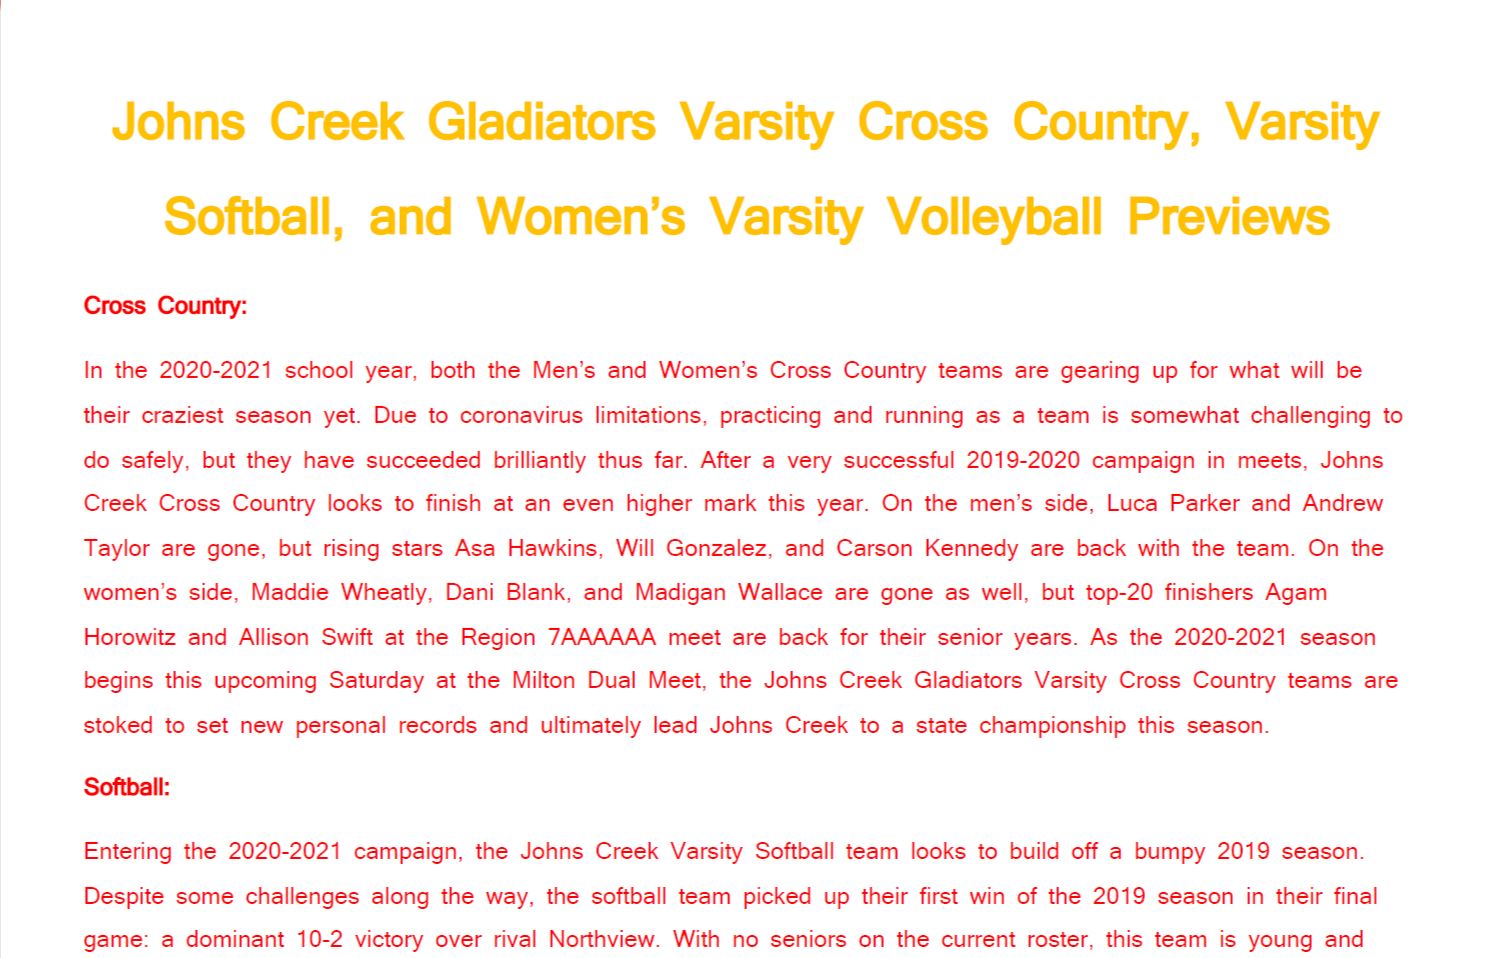 Johns Creek Gladiators Varsity Cross Country, Varsity
Softball, and Women’s Varsity Volleyball Previews
Cross Country:
In the 2020-2021 school year, both the Men’s and Women’s Cross Country teams are gearing up for what will be
their craziest season yet. Due to coronavirus limitations, practicing and running as a team is somewhat challenging to
do safely, but they have succeeded brilliantly thus far. After a very successful 2019-2020 campaign in meets, Johns
Creek Cross Country looks to finish at an even higher mark this year. On the men’s side, Luca Parker and Andrew
Taylor are gone, but rising stars Asa Hawkins, Will Gonzalez, and Carson Kennedy are back with the team. On the
women’s side, Maddie Wheatly, Dani Blank, and Madigan Wallace are gone as well, but top-20 finishers Agam
Horowitz and Allison Swift at the Region 7AAAAAA meet are back for their senior years. As the 2020-2021 season
begins this upcoming Saturday at the Milton Dual Meet, the Johns Creek Gladiators Varsity Cross Country teams are
stoked to set new personal records and ultimately lead Johns Creek to a state championship this season.
Softball:
Entering the 2020-2021 campaign, the Johns Creek Varsity Softball team looks to build off a bumpy 2019 season.
Despite some challenges along the way, the softball team picked up their first win of the 2019 season in their final
game: a dominant 10-2 victory over rival Northview. With no seniors on the current roster, this team is young and